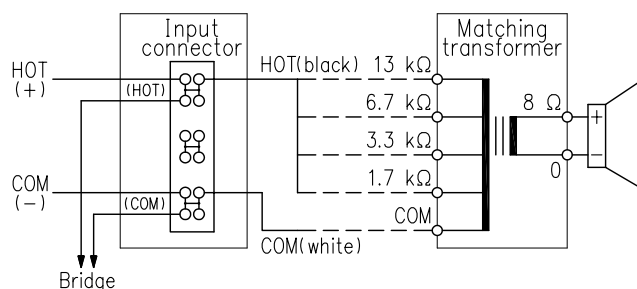 Input
connector
Matching
transformer
HOT
(+)
(HOT)
HOT(black)
13 kΩ
6.7 kΩ
8 Ω
+
3.3 kΩ
−
0
1.7 kΩ
COM
(−)
(COM)
COM
COM(white)
Bridge